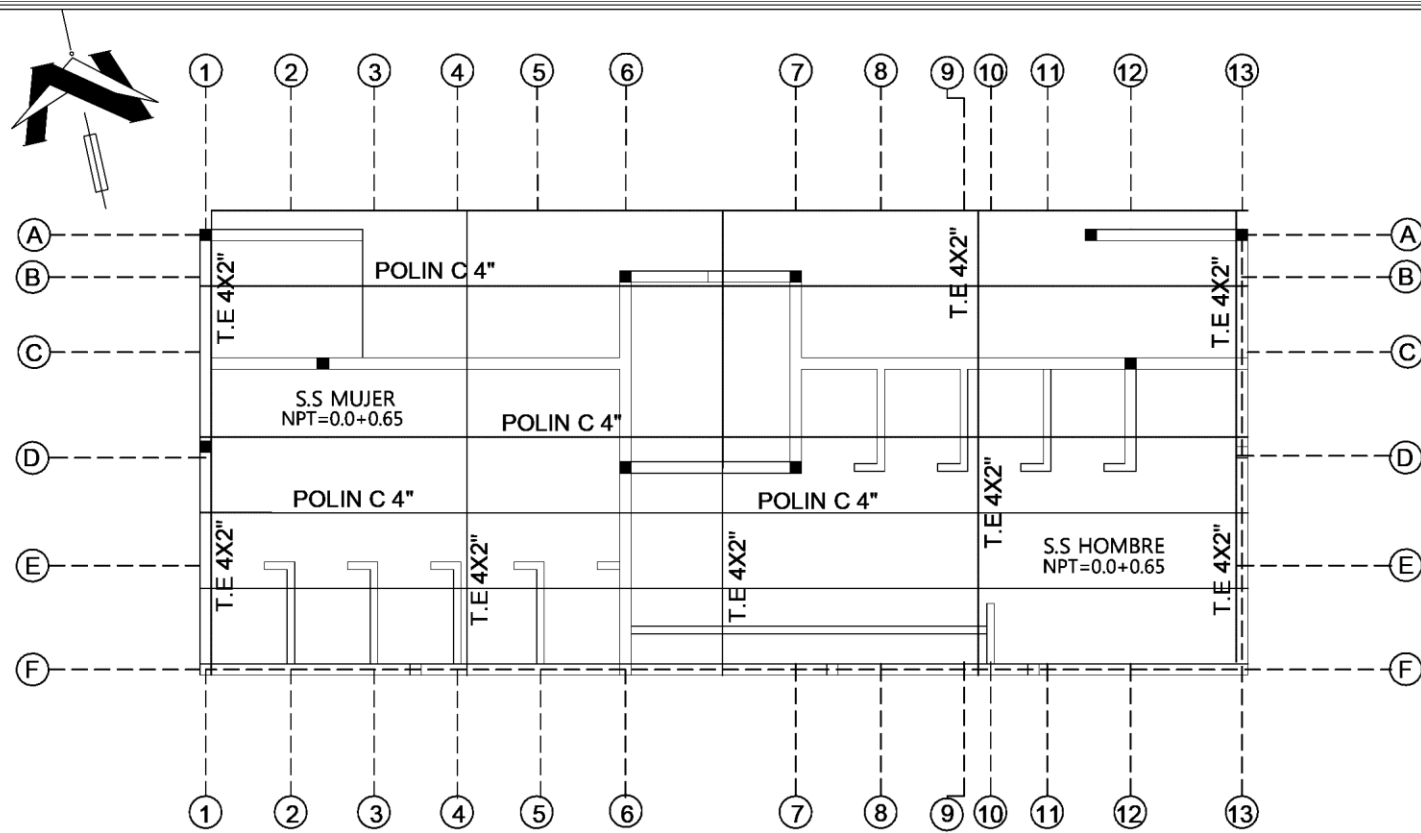 1 2 3 4 5 6 7 8 9 10 11 12 13
A A
POLIN C 4"
B B
T.E 4X2"
T.E 4X2"
T.E 4X2"
C C
S.S MUJER
NPT=0.0+0.65
POLIN C 4"
D D
POLIN C 4"
POLIN C 4"
T.E 4X2"
S.S HOMBRE
NPT=0.0+0.65
E E
T.E 4X2"
T.E 4X2"
T.E 4X2"
T.E 4X2"
F F
1 2 3 4 5 6 7 8 9 10 11 12 13